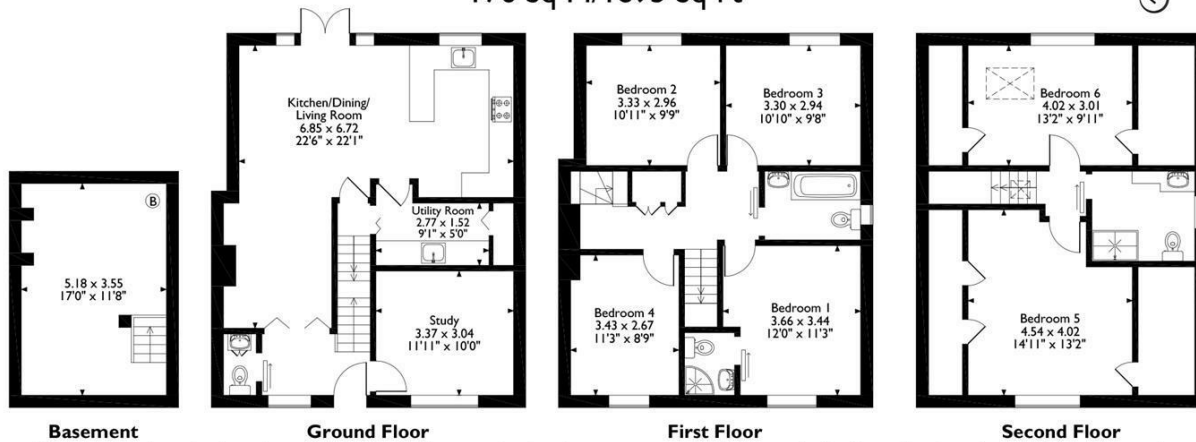 Kitchen/Dining/
Living Room
6.85 x 6.72
22'6" x 22'1"
Utility Room
2.77 x 1.52
9'1" x 5'0"
Study
3.37 x 3.04
11'11" x 10'0"
Bedroom 2
3.33 x 2.96
10'11" x 9'9"
Bedroom 3
3.30 x 2.94
10'10" x 9'8"
Bedroom 4
3.43 x 2.67
11'3" x 8'9"
Bedroom 1
3.66 x 3.44
12'0" x 11'3"
Bedroom 6
4.02 x 3.01
13'2" x 9'11"
Bedroom 5
4.54 x 4.02
14'11" x 13'2"
B
5.18 x 3.55
17'0" x 11'8"
Basement
Ground Floor
First Floor
Second Floor